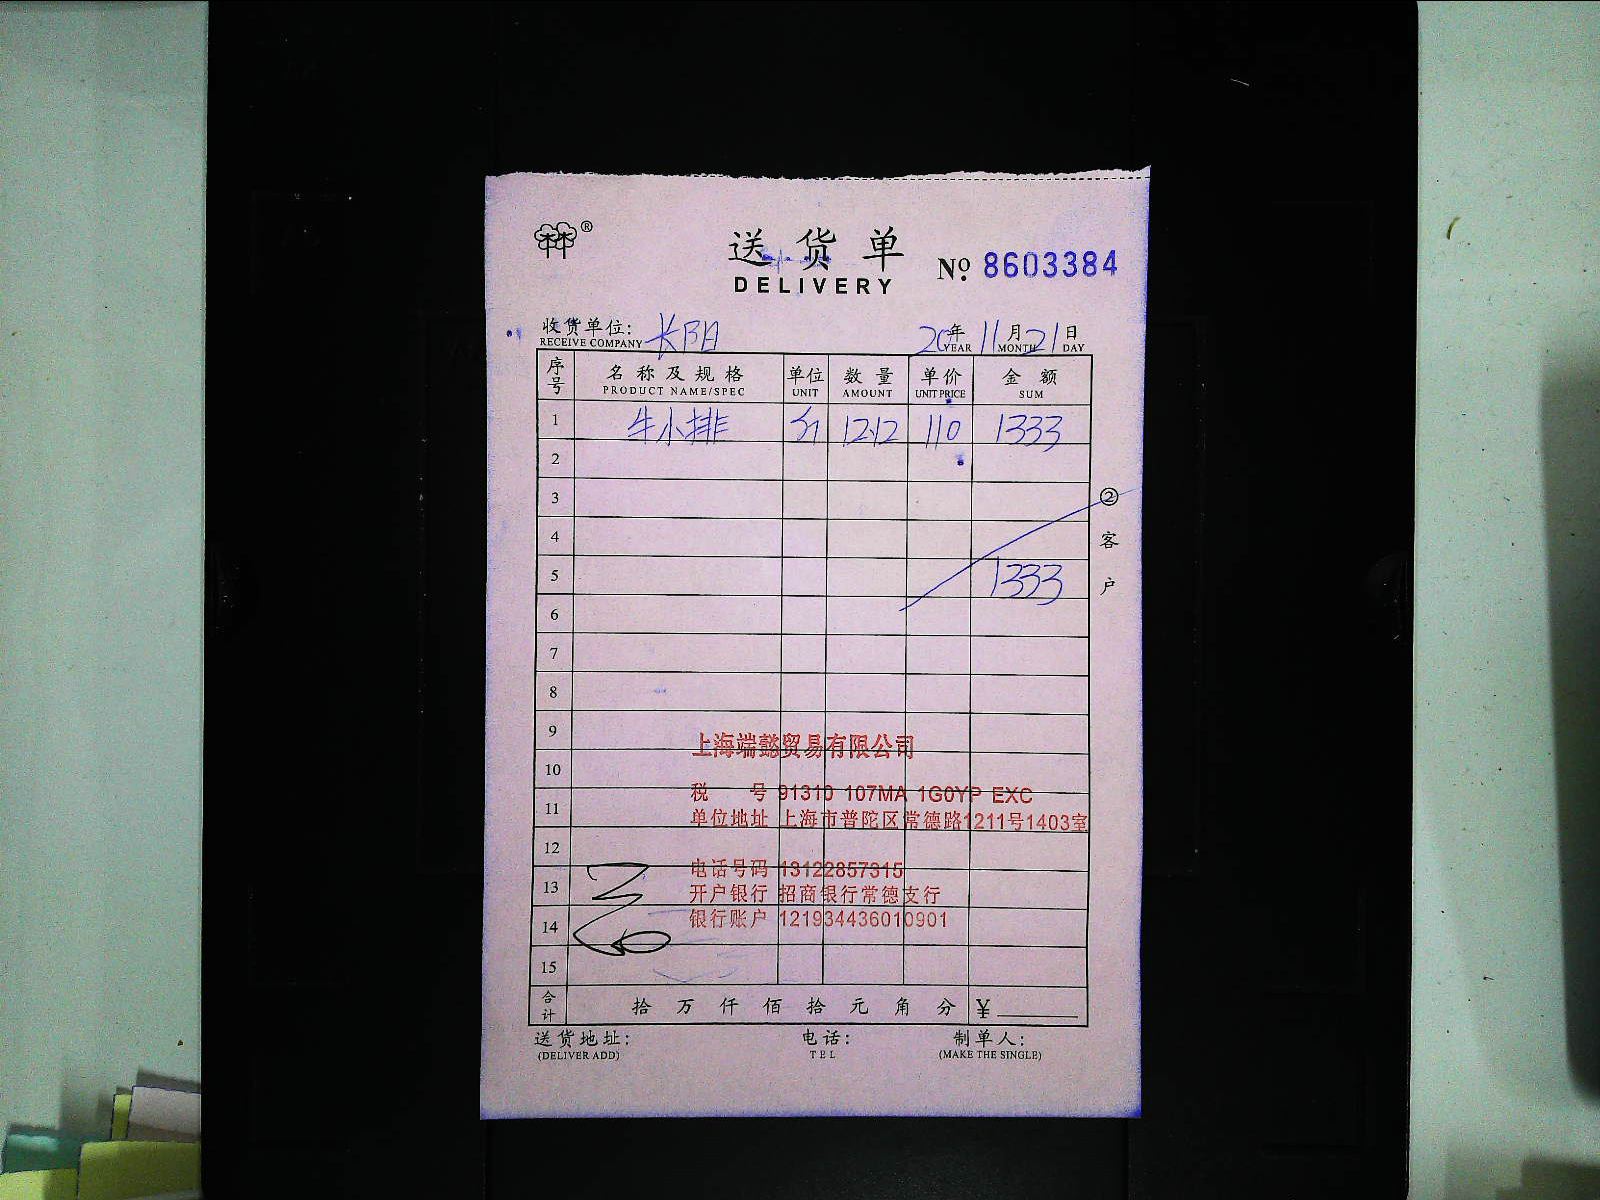 ®
送货单
DELIVERY
Nº. 8603384
收货单位: 长阳
RECEIVE COMPANY
20年11月21日
YEAR MONTH DAY
序号 名称及规格 单位 数量 单价 金额
PRODUCT NAME/SPEC UNIT AMOUNT UNIT PRICE SUM
1 牛小排 斤 12.12 110 1333
2
3
4
5 1333
6
7
8
9
10
11
12
13
14
15
② 客户
上海端懿贸易有限公司
税 号 91310 107MA 1G0YP EXC
单位地址 上海市普陀区常德路1211号1403室
电话号码 13122857315
开户银行 招商银行常德支行
银行账户 121934436010901
合计 拾 万 仟 佰 拾 元 角 分 ¥
送货地址: 电话: 制单人:
(DELIVER ADD) TEL (MAKE THE SINGLE)